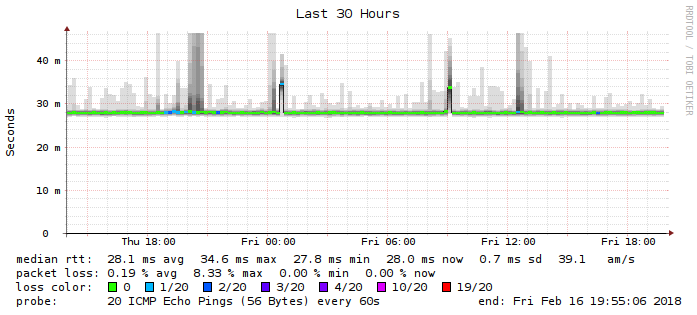 Last 30 Hours
RRDTOOL / TOBI OETIKER
Seconds
40 m
30 m
20 m
10 m
0
Thu 18:00 Fri 00:00 Fri 06:00 Fri 12:00 Fri 18:00
median rtt: 28.1 ms avg 34.6 ms max 27.8 ms min 28.0 ms now 0.7 ms sd 39.1 am/s
packet loss: 0.19 % avg 8.33 % max 0.00 % min 0.00 % now
loss color: 0 1/20 2/20 3/20 4/20 10/20 19/20
probe: 20 ICMP Echo Pings (56 Bytes) every 60s end: Fri Feb 16 19:55:06 2018